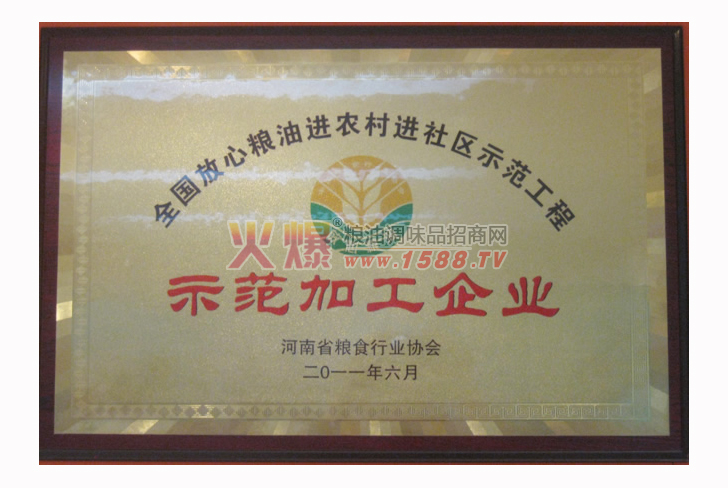 全国放心粮油进农村进社区示范工程
火爆®粮油调味品招商网
www.1588.TV
示范加工企业
河南省粮食行业协会
二0一一年六月